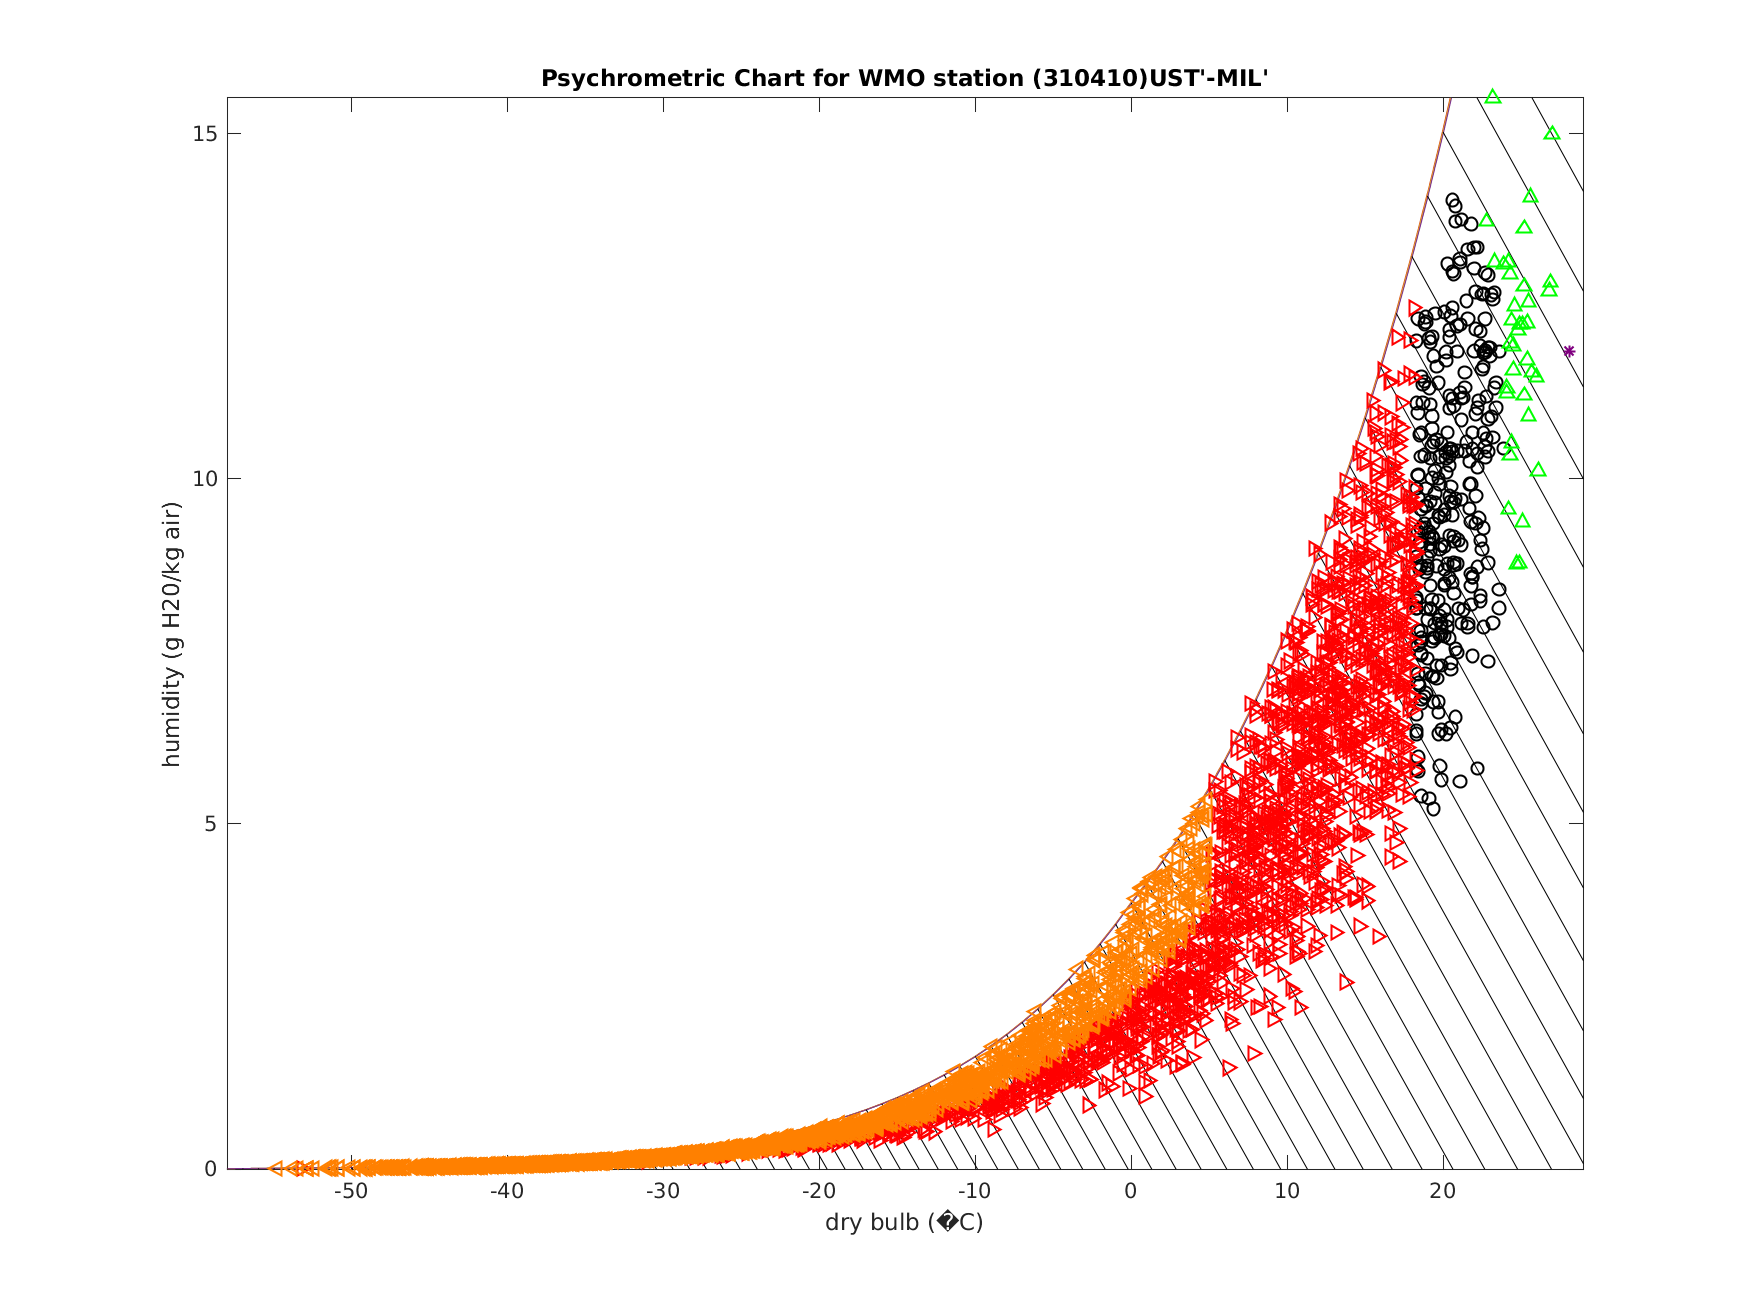 Psychrometric Chart for WMO station (310410)UST'-MIL'
15
10
5
0
humidity (g H20/kg air)
-50 -40 -30 -20 -10 0 10 20
dry bulb (�C)